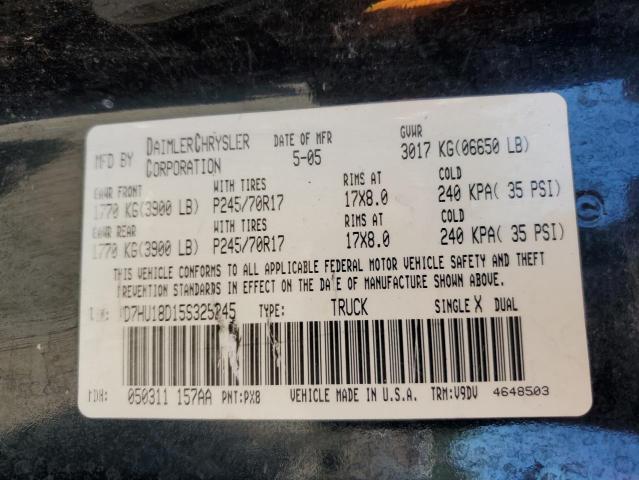 MFD BY DAIMLERCHRYSLER CORPORATION DATE OF MFR 5-05 GVWR 3017 KG(06650 LB)
GAWR FRONT WITH TIRES RIMS AT COLD
1770 KG(3900 LB) P245/70R17 17X8.0 240 KPA( 35 PSI)
GAWR REAR WITH TIRES RIMS AT COLD
1770 KG(3900 LB) P245/70R17 17X8.0 240 KPA( 35 PSI)
THIS VEHICLE CONFORMS TO ALL APPLICABLE FEDERAL MOTOR VEHICLE SAFETY AND THEFT
PREVENTION STANDARDS IN EFFECT ON THE DATE OF MANUFACTURE SHOWN ABOVE.
TYPE: TRUCK SINGLE X DUAL
MDH: 050311 157AA PNT:PX8 VEHICLE MADE IN U.S.A. TRM:V9DV 4648503